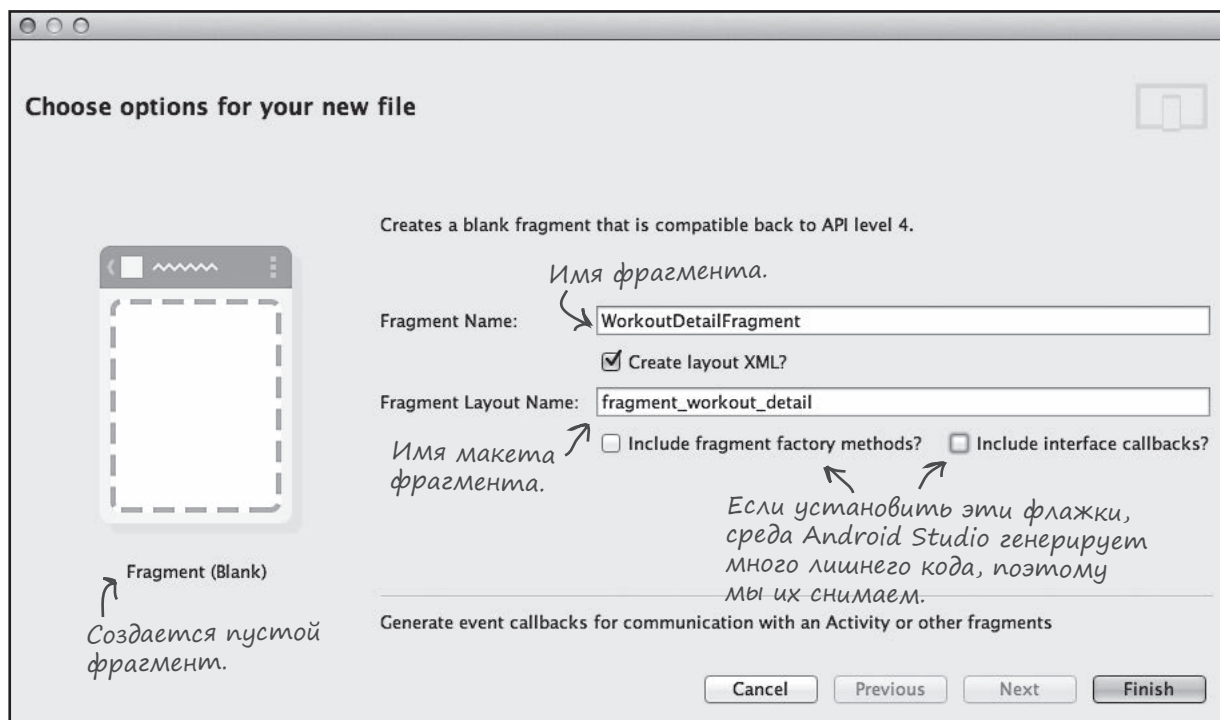 Choose options for your new file
Creates a blank fragment that is compatible back to API level 4.
Имя фрагмента.
Fragment Name:
WorkoutDetailFragment
Create layout XML?
Fragment Layout Name:
fragment_workout_detail
Include fragment factory methods?
Include interface callbacks?
Имя макета
фрагмента.
Если установить эти флажки,
среда Android Studio генерирует
много лишнего кода, поэтому
мы их снимаем.
Fragment (Blank)
Создается пустой
фрагмент.
Generate event callbacks for communication with an Activity or other fragments
Cancel
Previous
Next
Finish